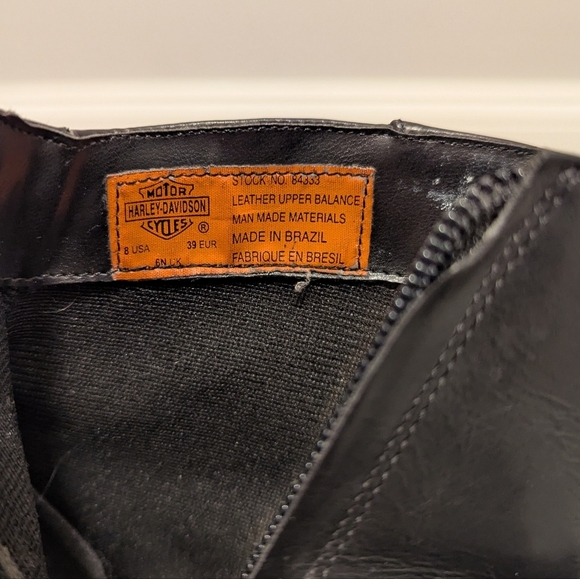 MOTOR
HARLEY-DAVIDSON
CYCLES ®
8 USA 39 EUR
6N UK
STOCK NO. 84333
LEATHER UPPER BALANCE
MAN MADE MATERIALS
MADE IN BRAZIL
FABRIQUE EN BRESIL